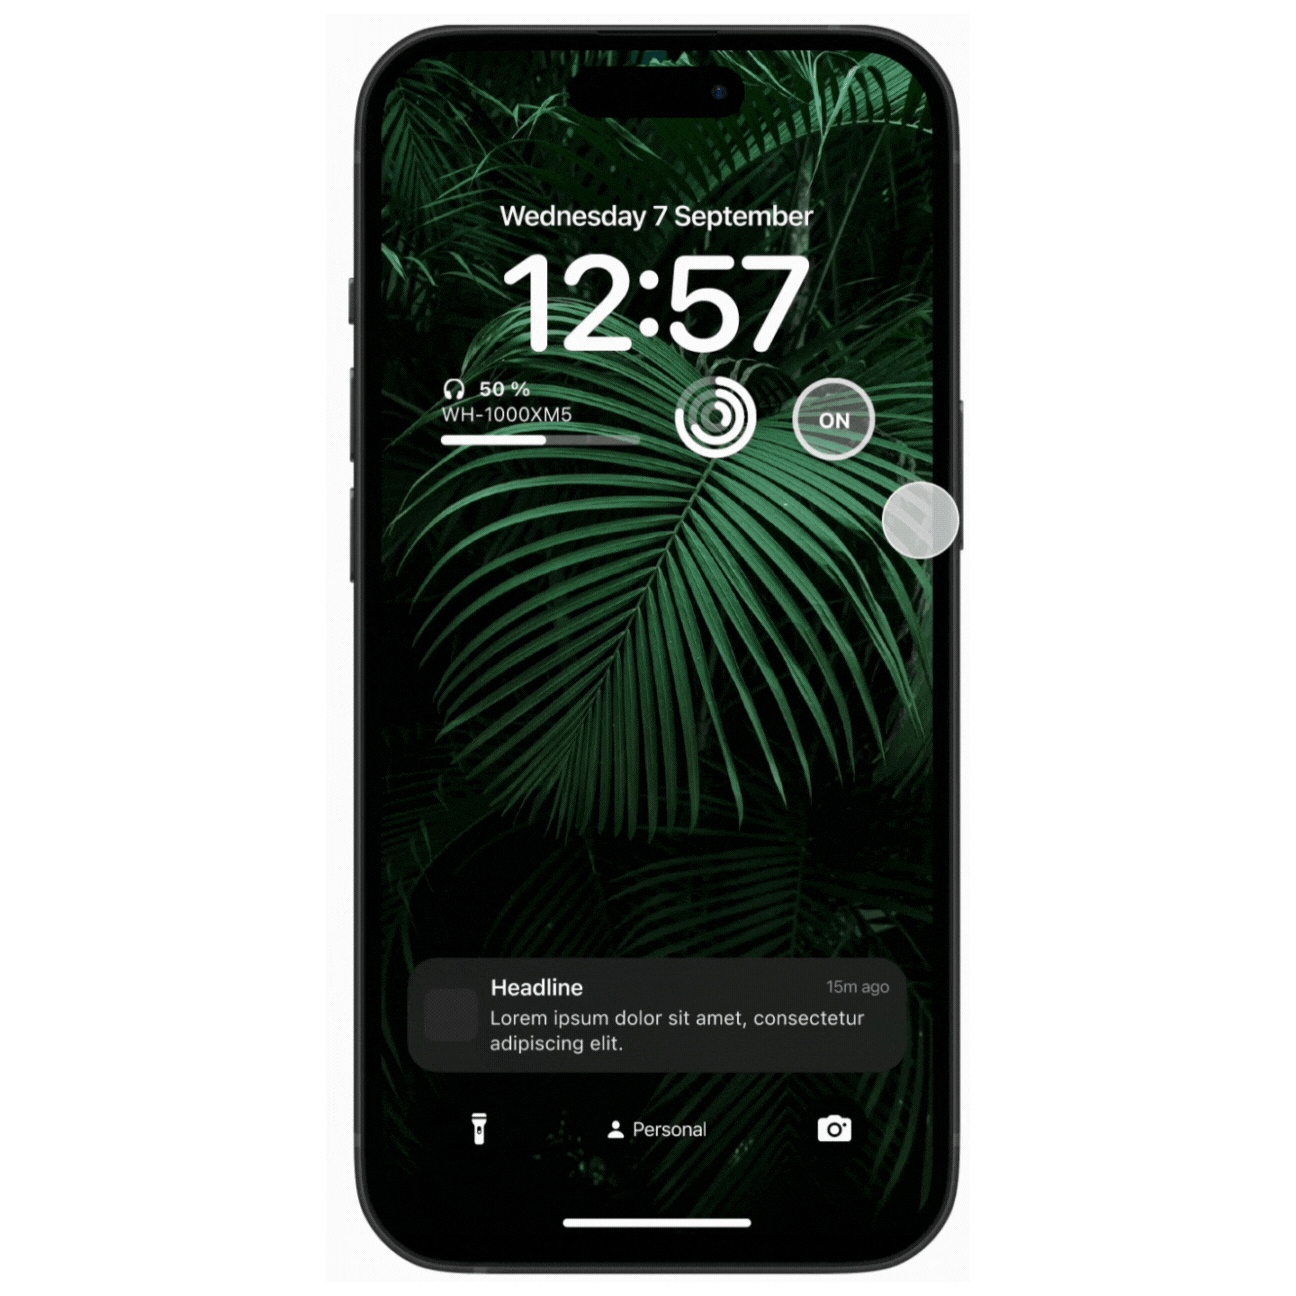 Wednesday 7 September
12:57
50 %
WH-1000XM5
ON
Headline
15m ago
Lorem ipsum dolor sit amet, consectetur
adipiscing elit.
Personal